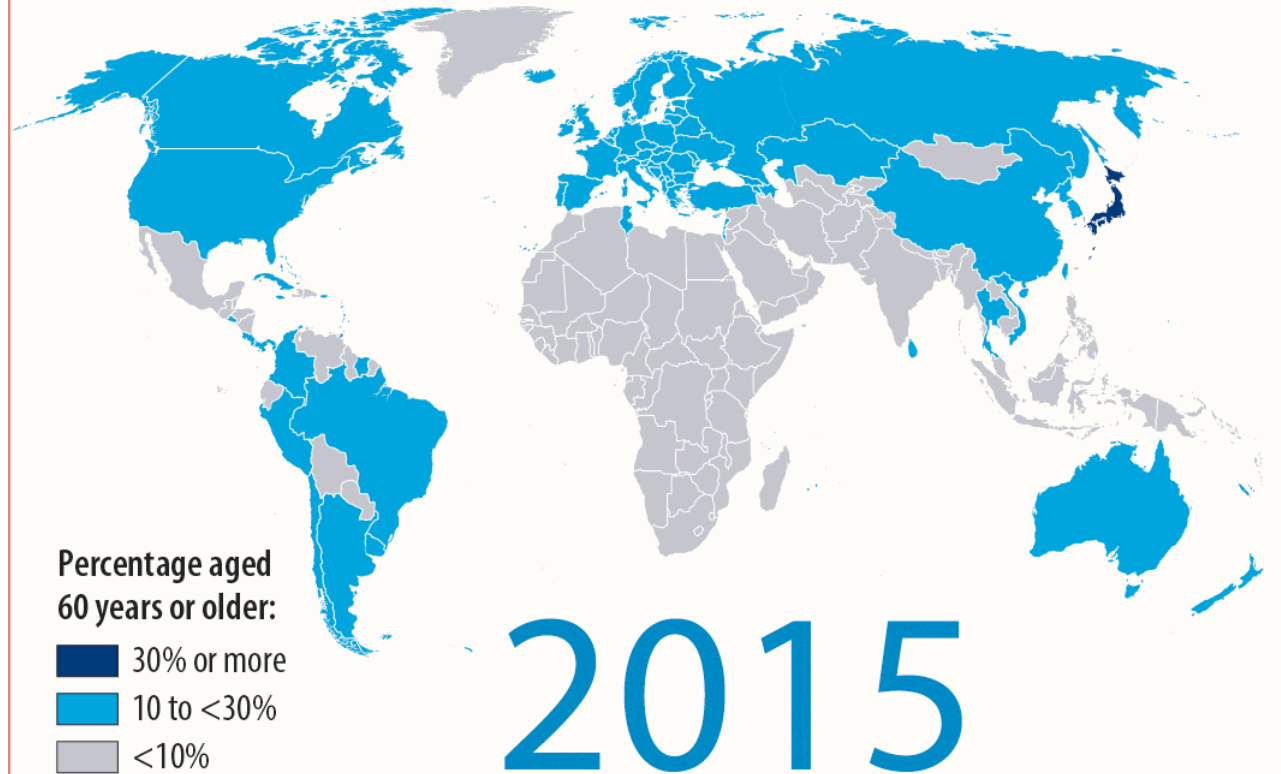 Percentage aged
60 years or older:
30% or more
10 to <30%
<10%
2015